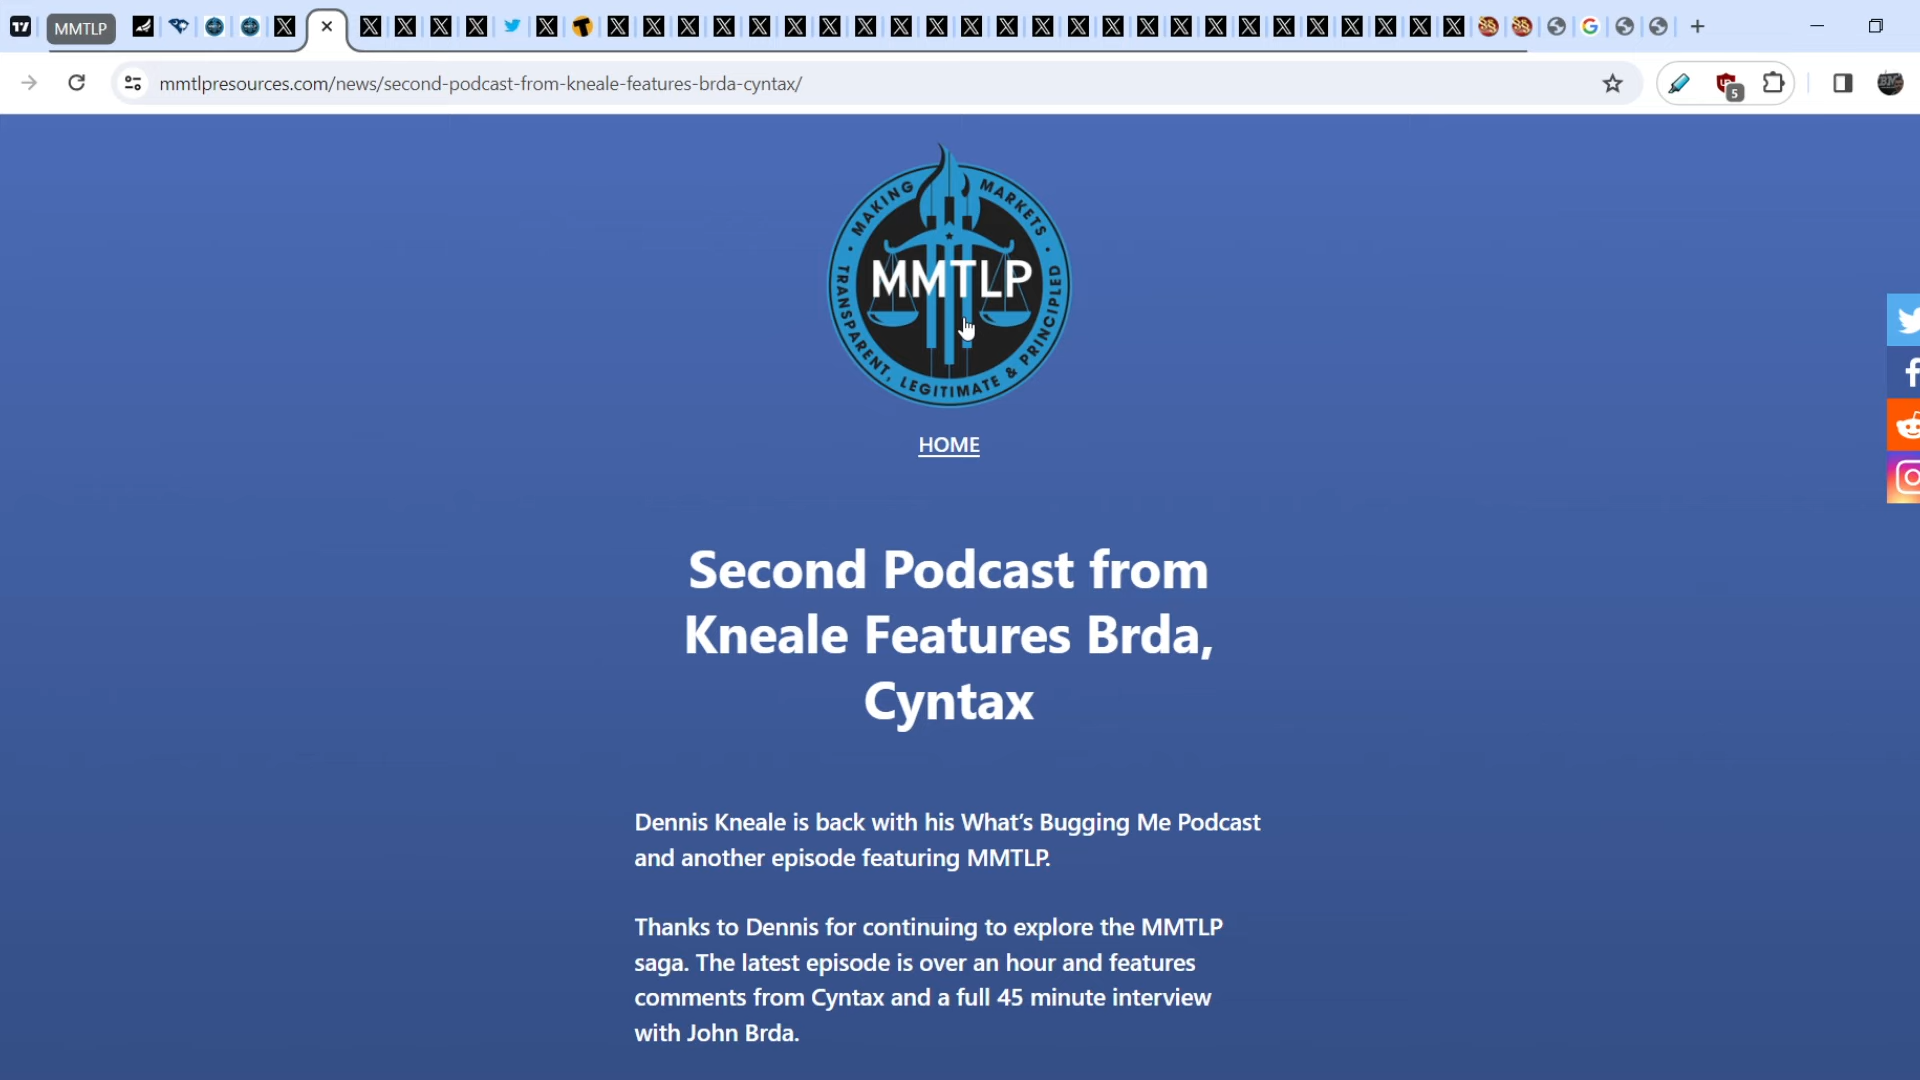 MMTLP
mmtlpresources.com/news/second-podcast-from-kneale-features-brda-cyntax/
5
MAKING MARKETS
MMTLP
TRANSPARENT, LEGITIMATE & PRINCIPLED
HOME
Second Podcast from
Kneale Features Brda,
Cyntax
Dennis Kneale is back with his What's Bugging Me Podcast
and another episode featuring MMTLP.
Thanks to Dennis for continuing to explore the MMTLP
saga. The latest episode is over an hour and features
comments from Cyntax and a full 45 minute interview
with John Brda.